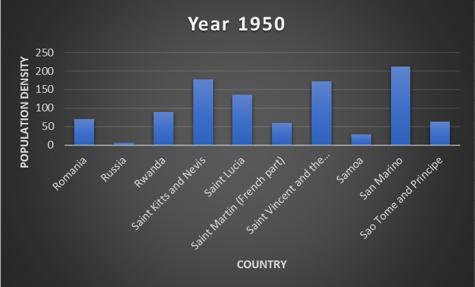 Year 1950
POPULATION DENSITY
250
200
150
100
50
0
Romania
Russia
Rwanda
Saint Kitts and Nevis
Saint Lucia
Saint Martin (French part)
Saint Vincent and the...
Samoa
San Marino
Sao Tome and Principe
COUNTRY